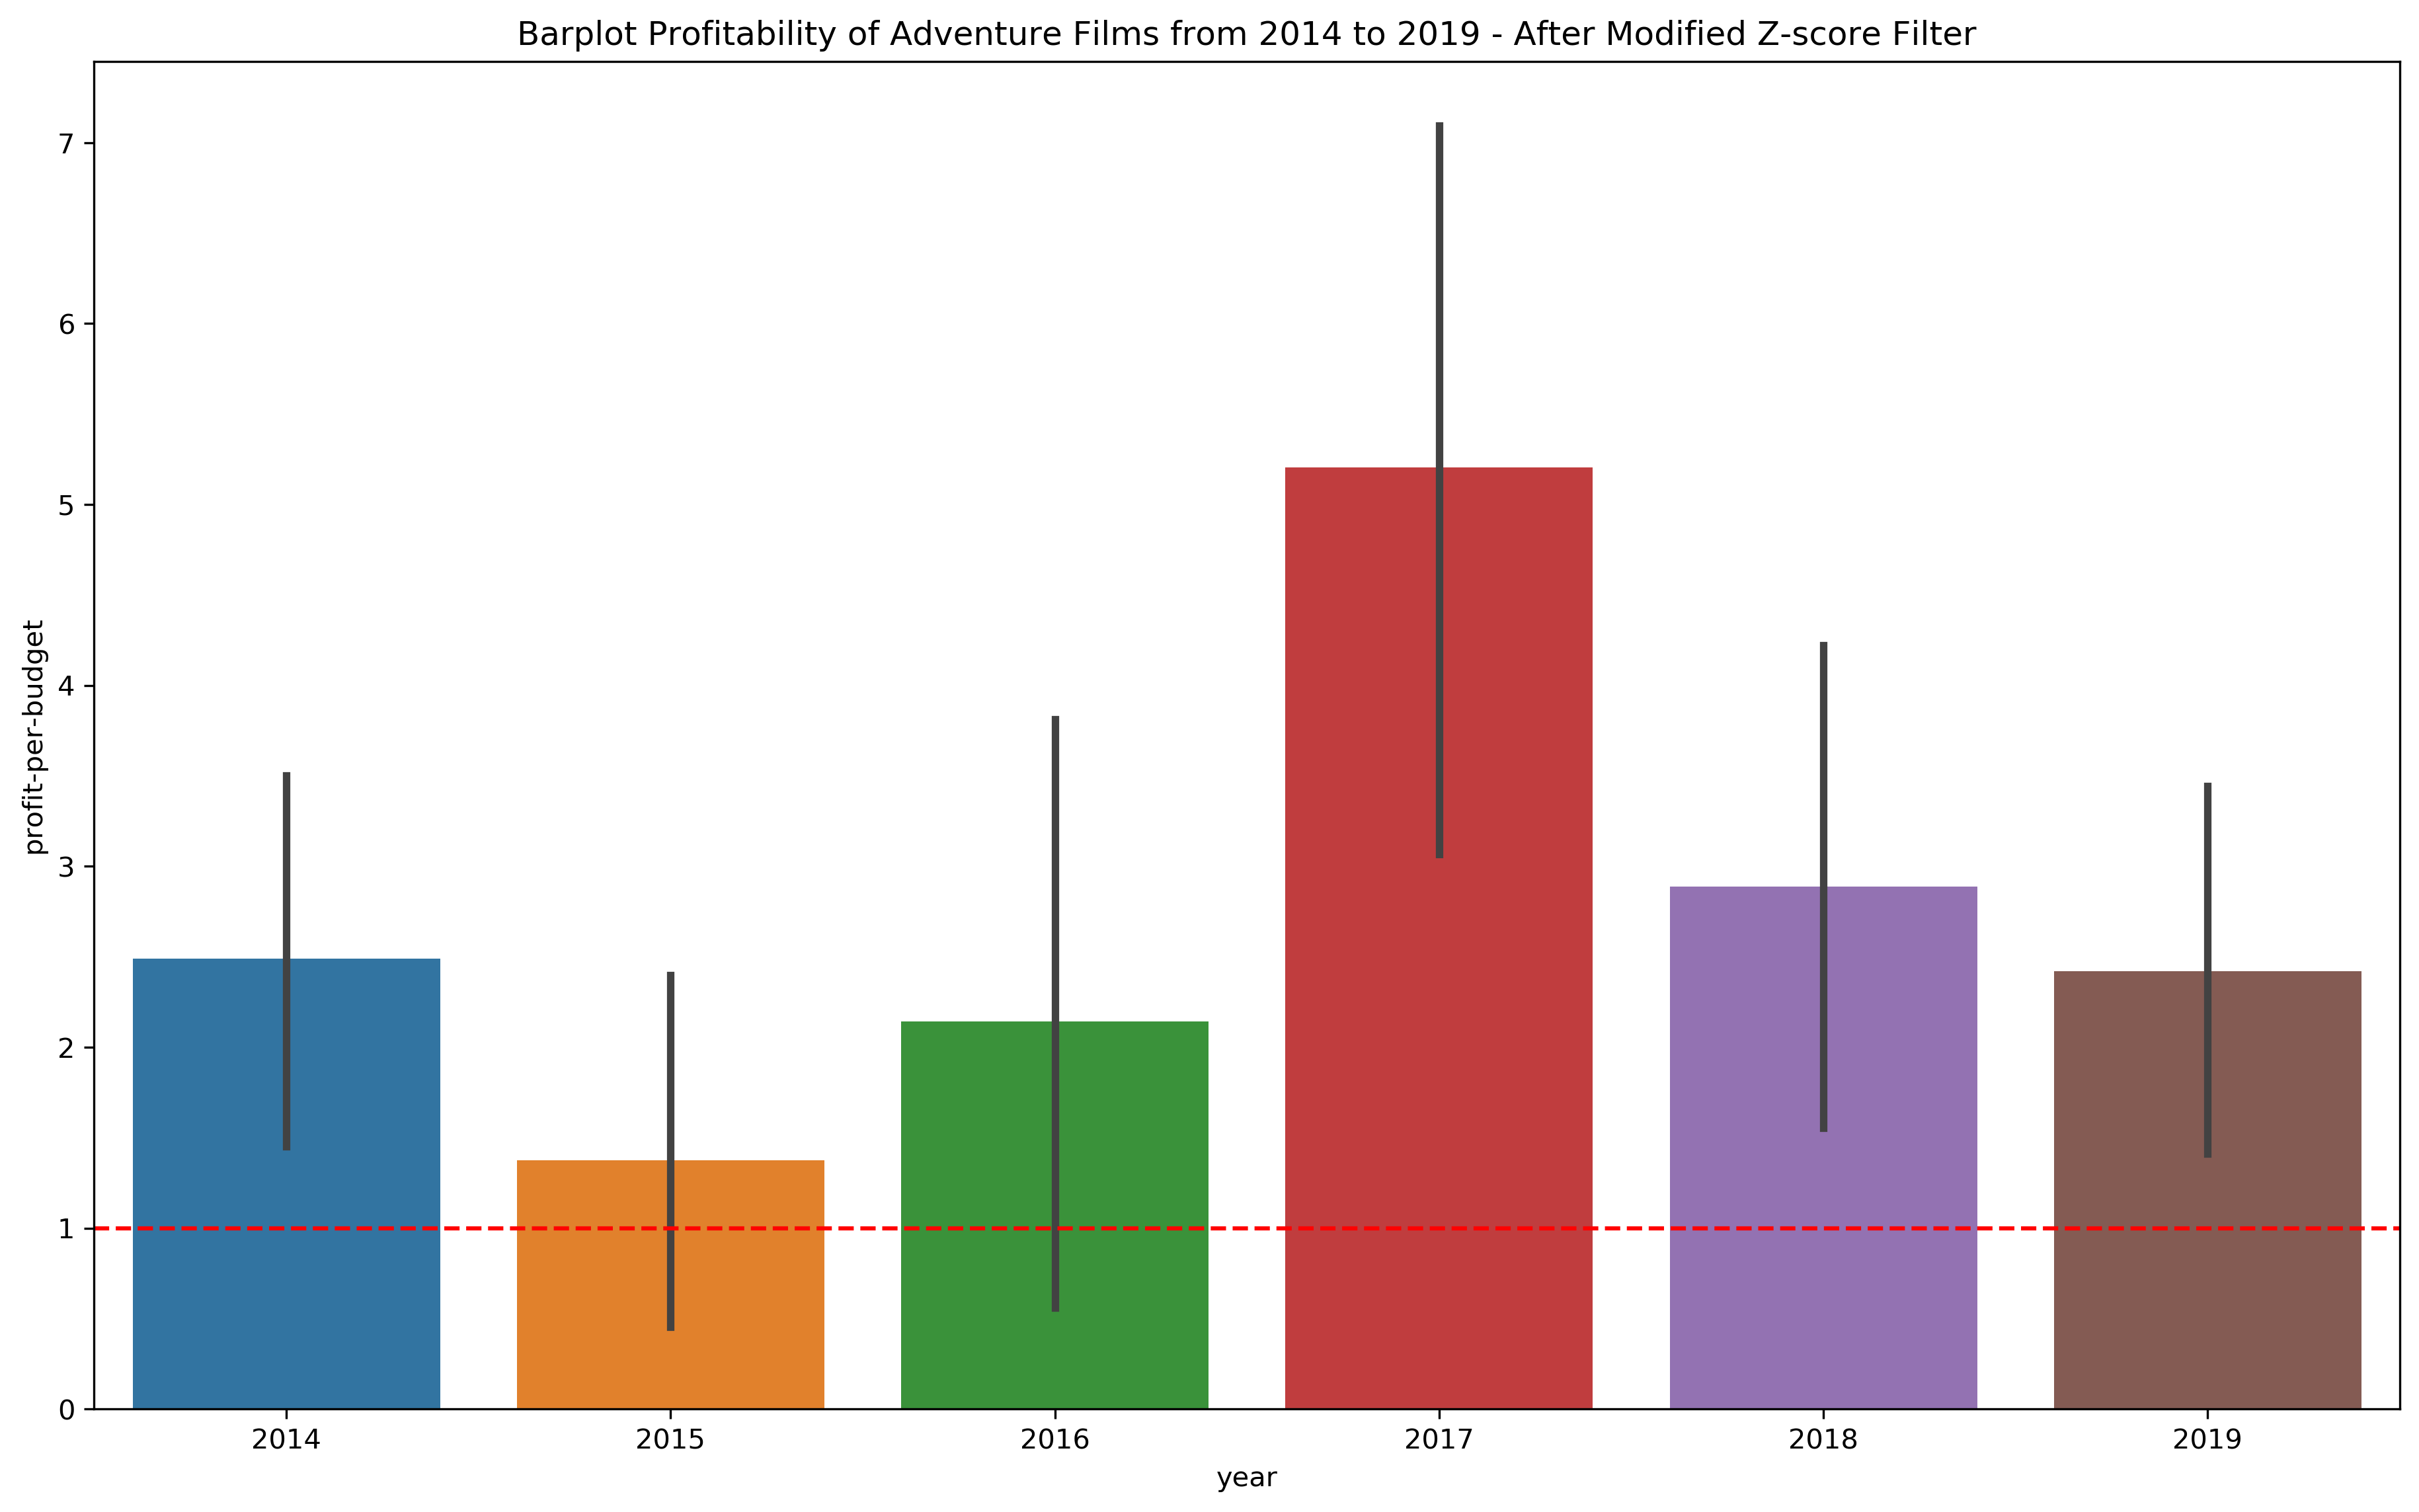 Barplot Profitability of Adventure Films from 2014 to 2019 - After Modified Z-score Filter
profit-per-budget
7
6
5
4
3
2
1
0
2014 2015 2016 2017 2018 2019
year